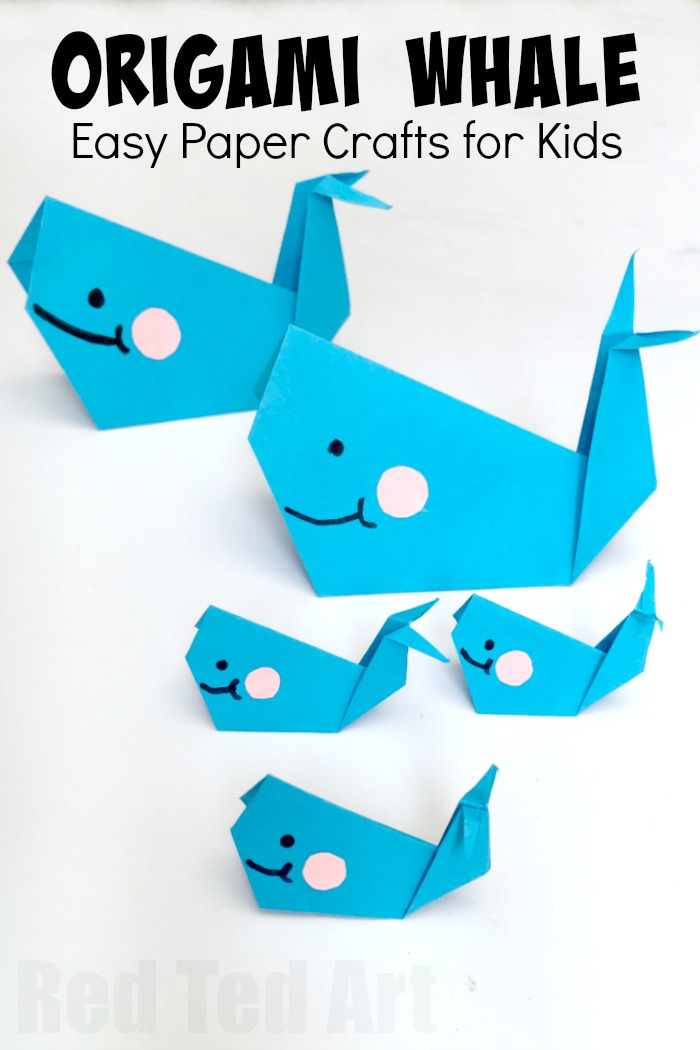 ORIGAMI WHALE
Easy Paper Crafts for Kids
Red Ted Art